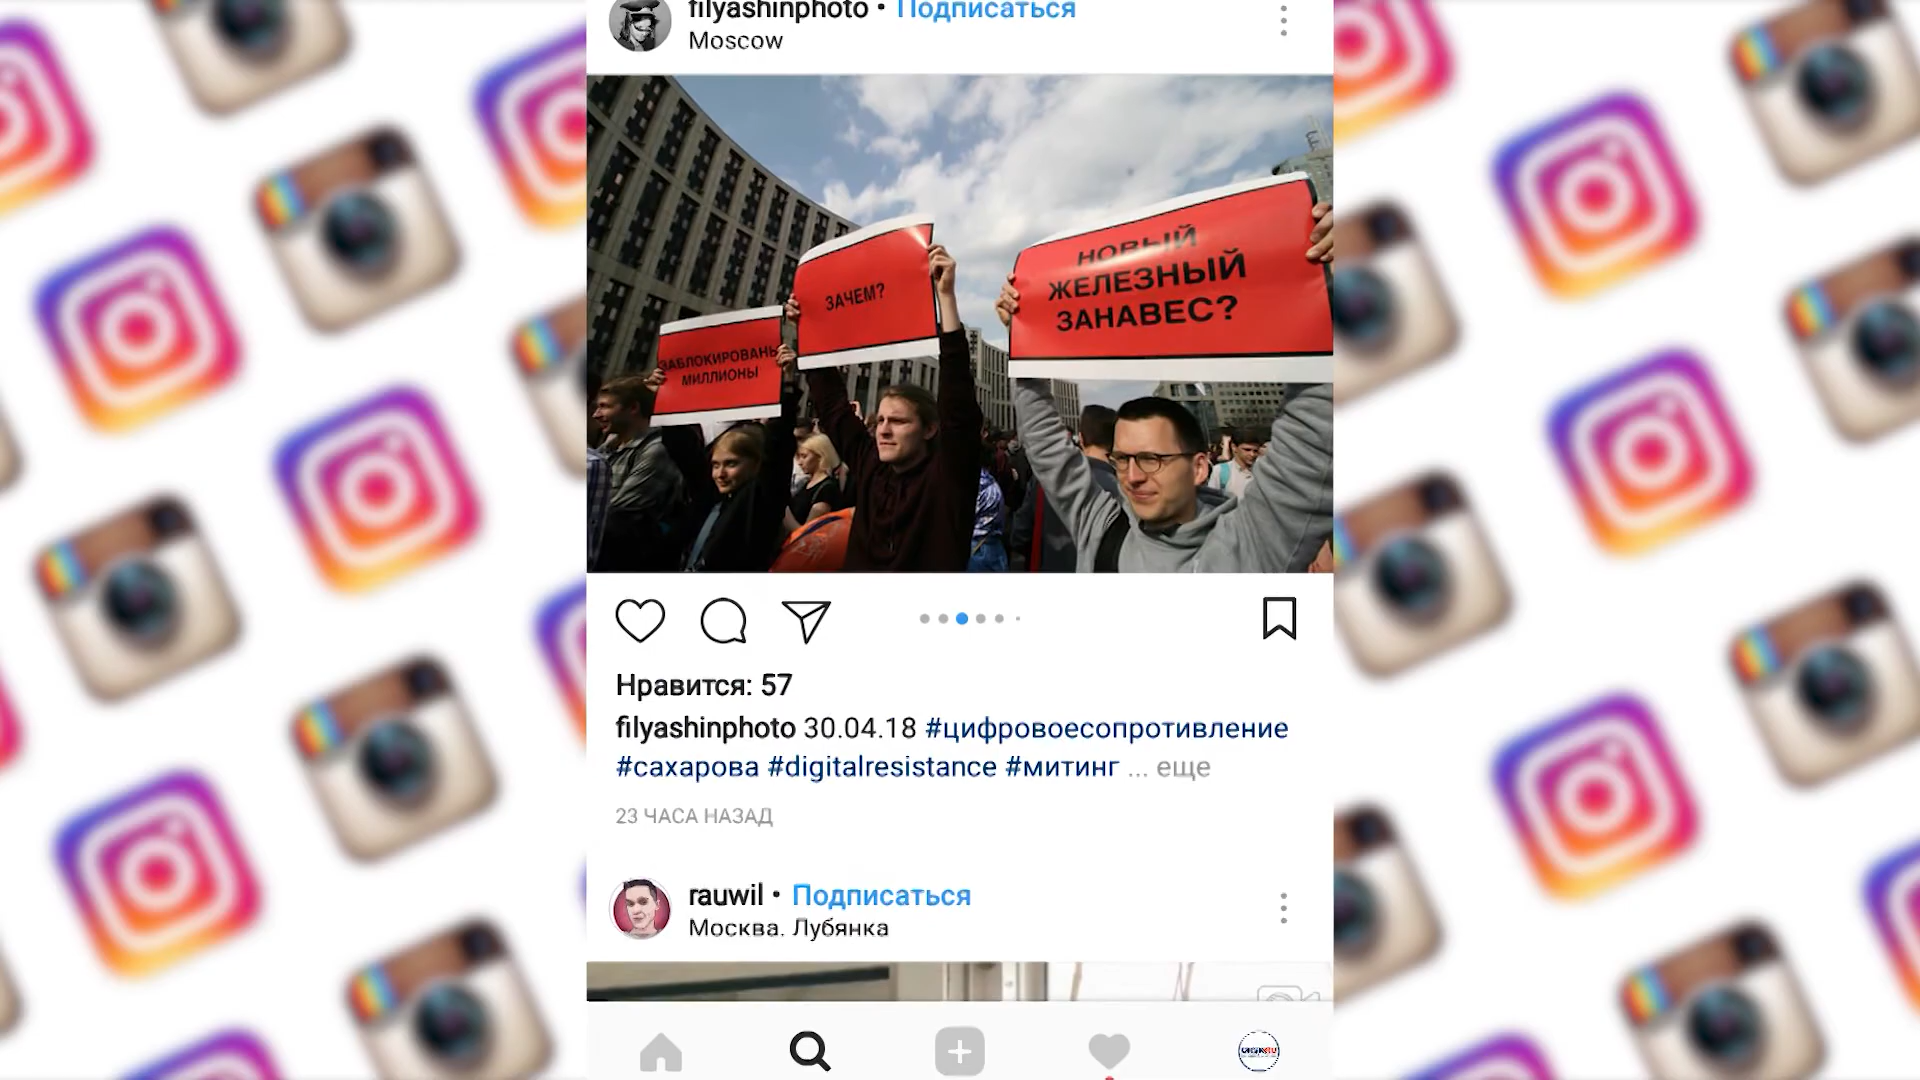 filyashinphoto • Подписаться
Moscow
ЗАБЛОКИРОВАНЫ
МИЛЛИОНЫ
ЗАЧЕМ?
НОВЫЙ
ЖЕЛЕЗНЫЙ
ЗАНАВЕС?
Нравится: 57
filyashinphoto 30.04.18 #цифровоесопротивление
#сахарова #digitalresistance #митинг ... еще
23 ЧАСА НАЗАД
rauwil • Подписаться
Москва. Лубянка